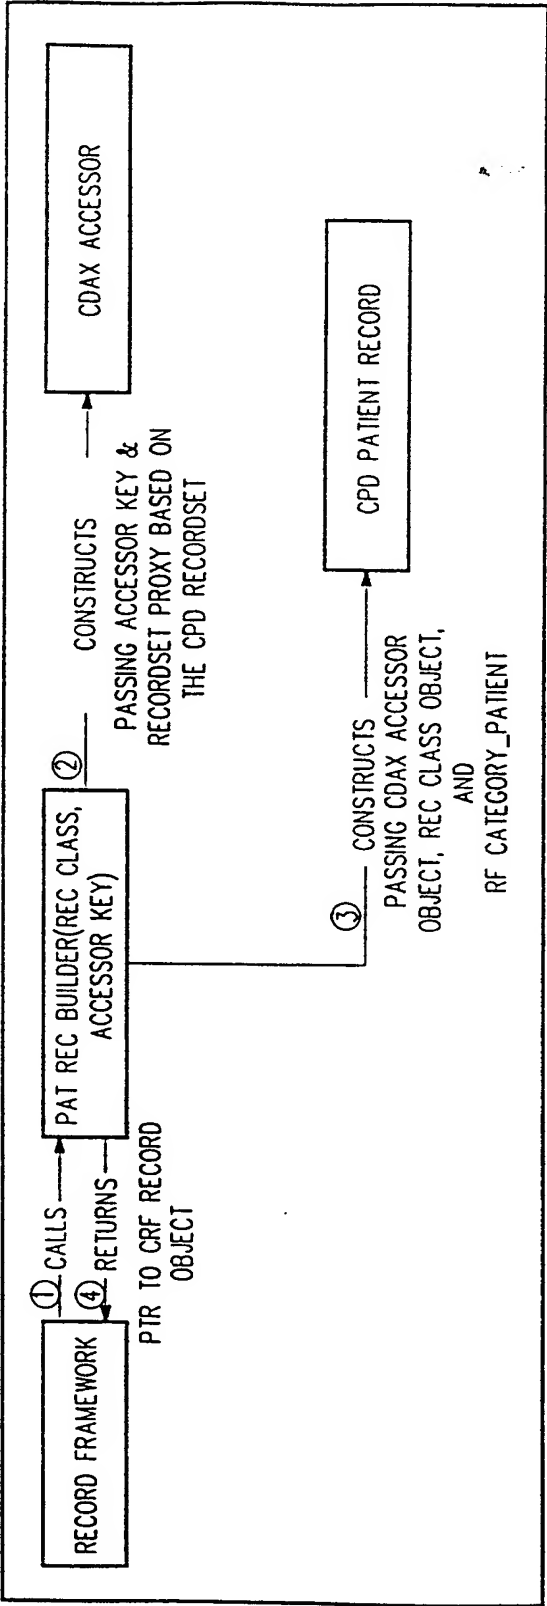 RECORD FRAMEWORK
① CALLS
④ RETURNS
PTR TO CRF RECORD
OBJECT
PAT REC BUILDER(REC CLASS,
ACCESSOR KEY)
②
CONSTRUCTS
PASSING ACCESSOR KEY &
RECORDSET PROXY BASED ON
THE CPD RECORDSET
CDAX ACCESSOR
③
CONSTRUCTS
PASSING CDAX ACCESSOR
OBJECT, REC CLASS OBJECT,
AND
RF CATEGORY_PATIENT
CPD PATIENT RECORD